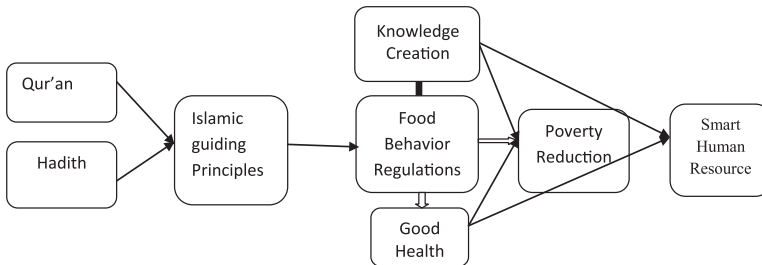 Qur’an
Hadith
Islamic
guiding
Principles
Knowledge
Creation
Food
Behavior
Regulations
Good
Health
Poverty
Reduction
Smart
Human
Resource